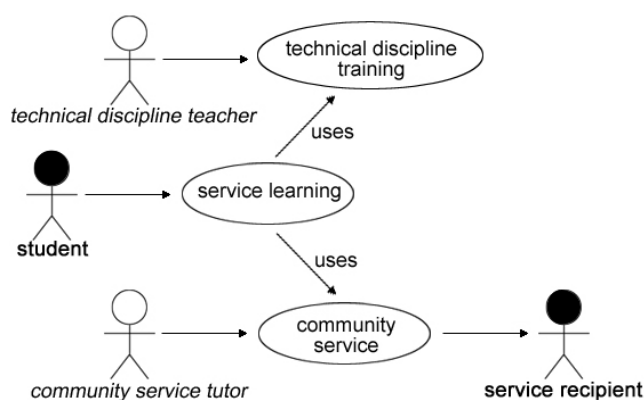 technical discipline
training
technical discipline teacher
uses
service learning
student
uses
community
service
community service tutor
service recipient